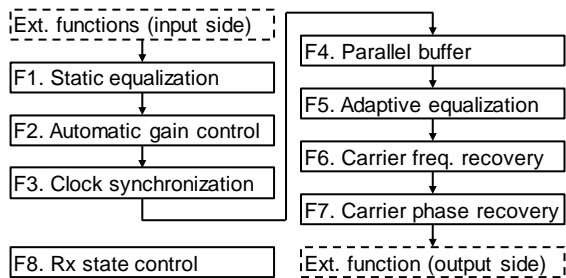 Ext. functions (input side)
F1. Static equalization
F2. Automatic gain control
F3. Clock synchronization
F8. Rx state control
F4. Parallel buffer
F5. Adaptive equalization
F6. Carrier freq. recovery
F7. Carrier phase recovery
Ext. function (output side)